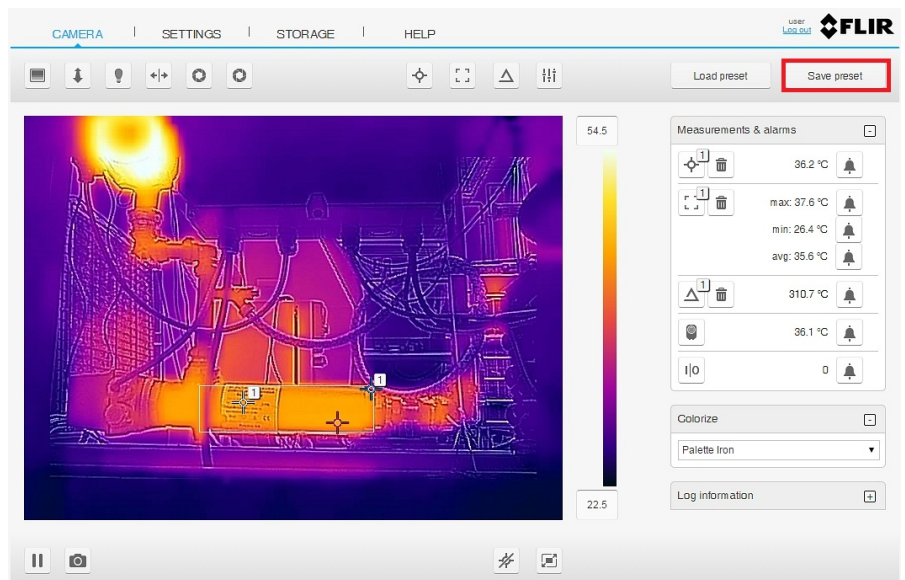 CAMERA SETTINGS STORAGE HELP
user
Log out
FLIR
Load preset Save preset
54.5
22.5
1
1
Measurements & alarms -
1 36.2 °C
1 max: 37.6 °C
min: 26.4 °C
avg: 35.6 °C
1 310.7 °C
36.1 °C
I|O 0
Colorize -
Palette Iron
Log information +